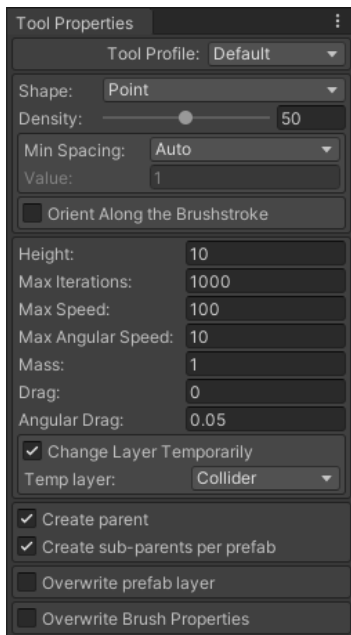 Tool Properties
Tool Profile: Default
Shape: Point
Density: 50
Min Spacing: Auto
Value: 1
Orient Along the Brushstroke
Height: 10
Max Iterations: 1000
Max Speed: 100
Max Angular Speed: 10
Mass: 1
Drag: 0
Angular Drag: 0.05
Change Layer Temporarily
Temp layer: Collider
Create parent
Create sub-parents per prefab
Overwrite prefab layer
Overwrite Brush Properties